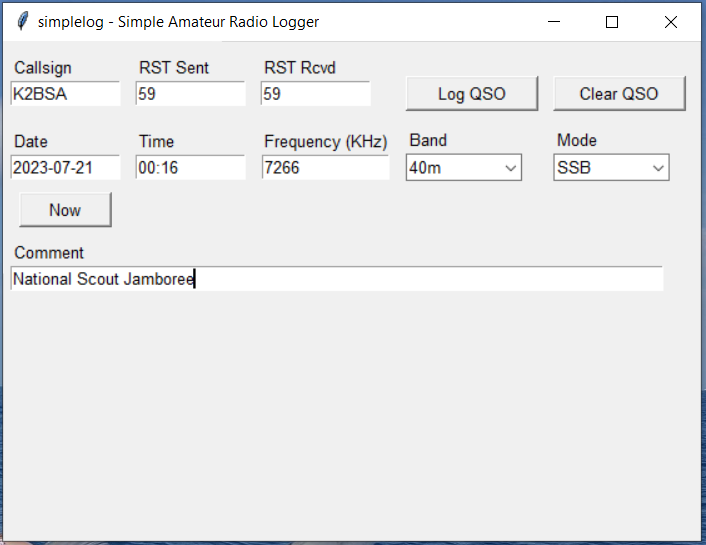 simplelog - Simple Amateur Radio Logger
Callsign RST Sent RST Rcvd
K2BSA 59 59 Log QSO Clear QSO
Date Time Frequency (KHz) Band Mode
2023-07-21 00:16 7266 40m SSB
Now
Comment
National Scout Jamboree